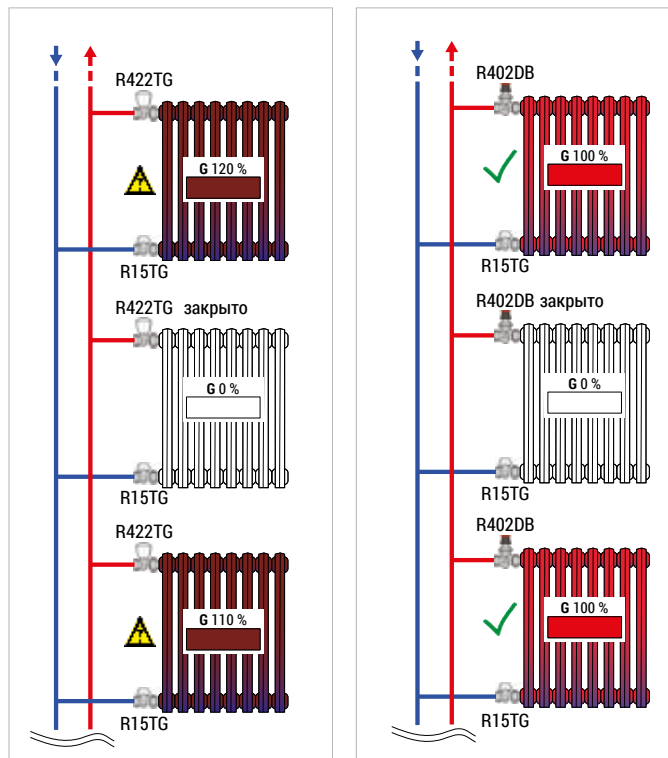 R422TG
G 120 %
R15TG
R422TG закрыто
G 0 %
R15TG
R422TG
G 110 %
R15TG
R402DB
G 100 %
R15TG
R402DB закрыто
G 0 %
R15TG
R402DB
G 100 %
R15TG